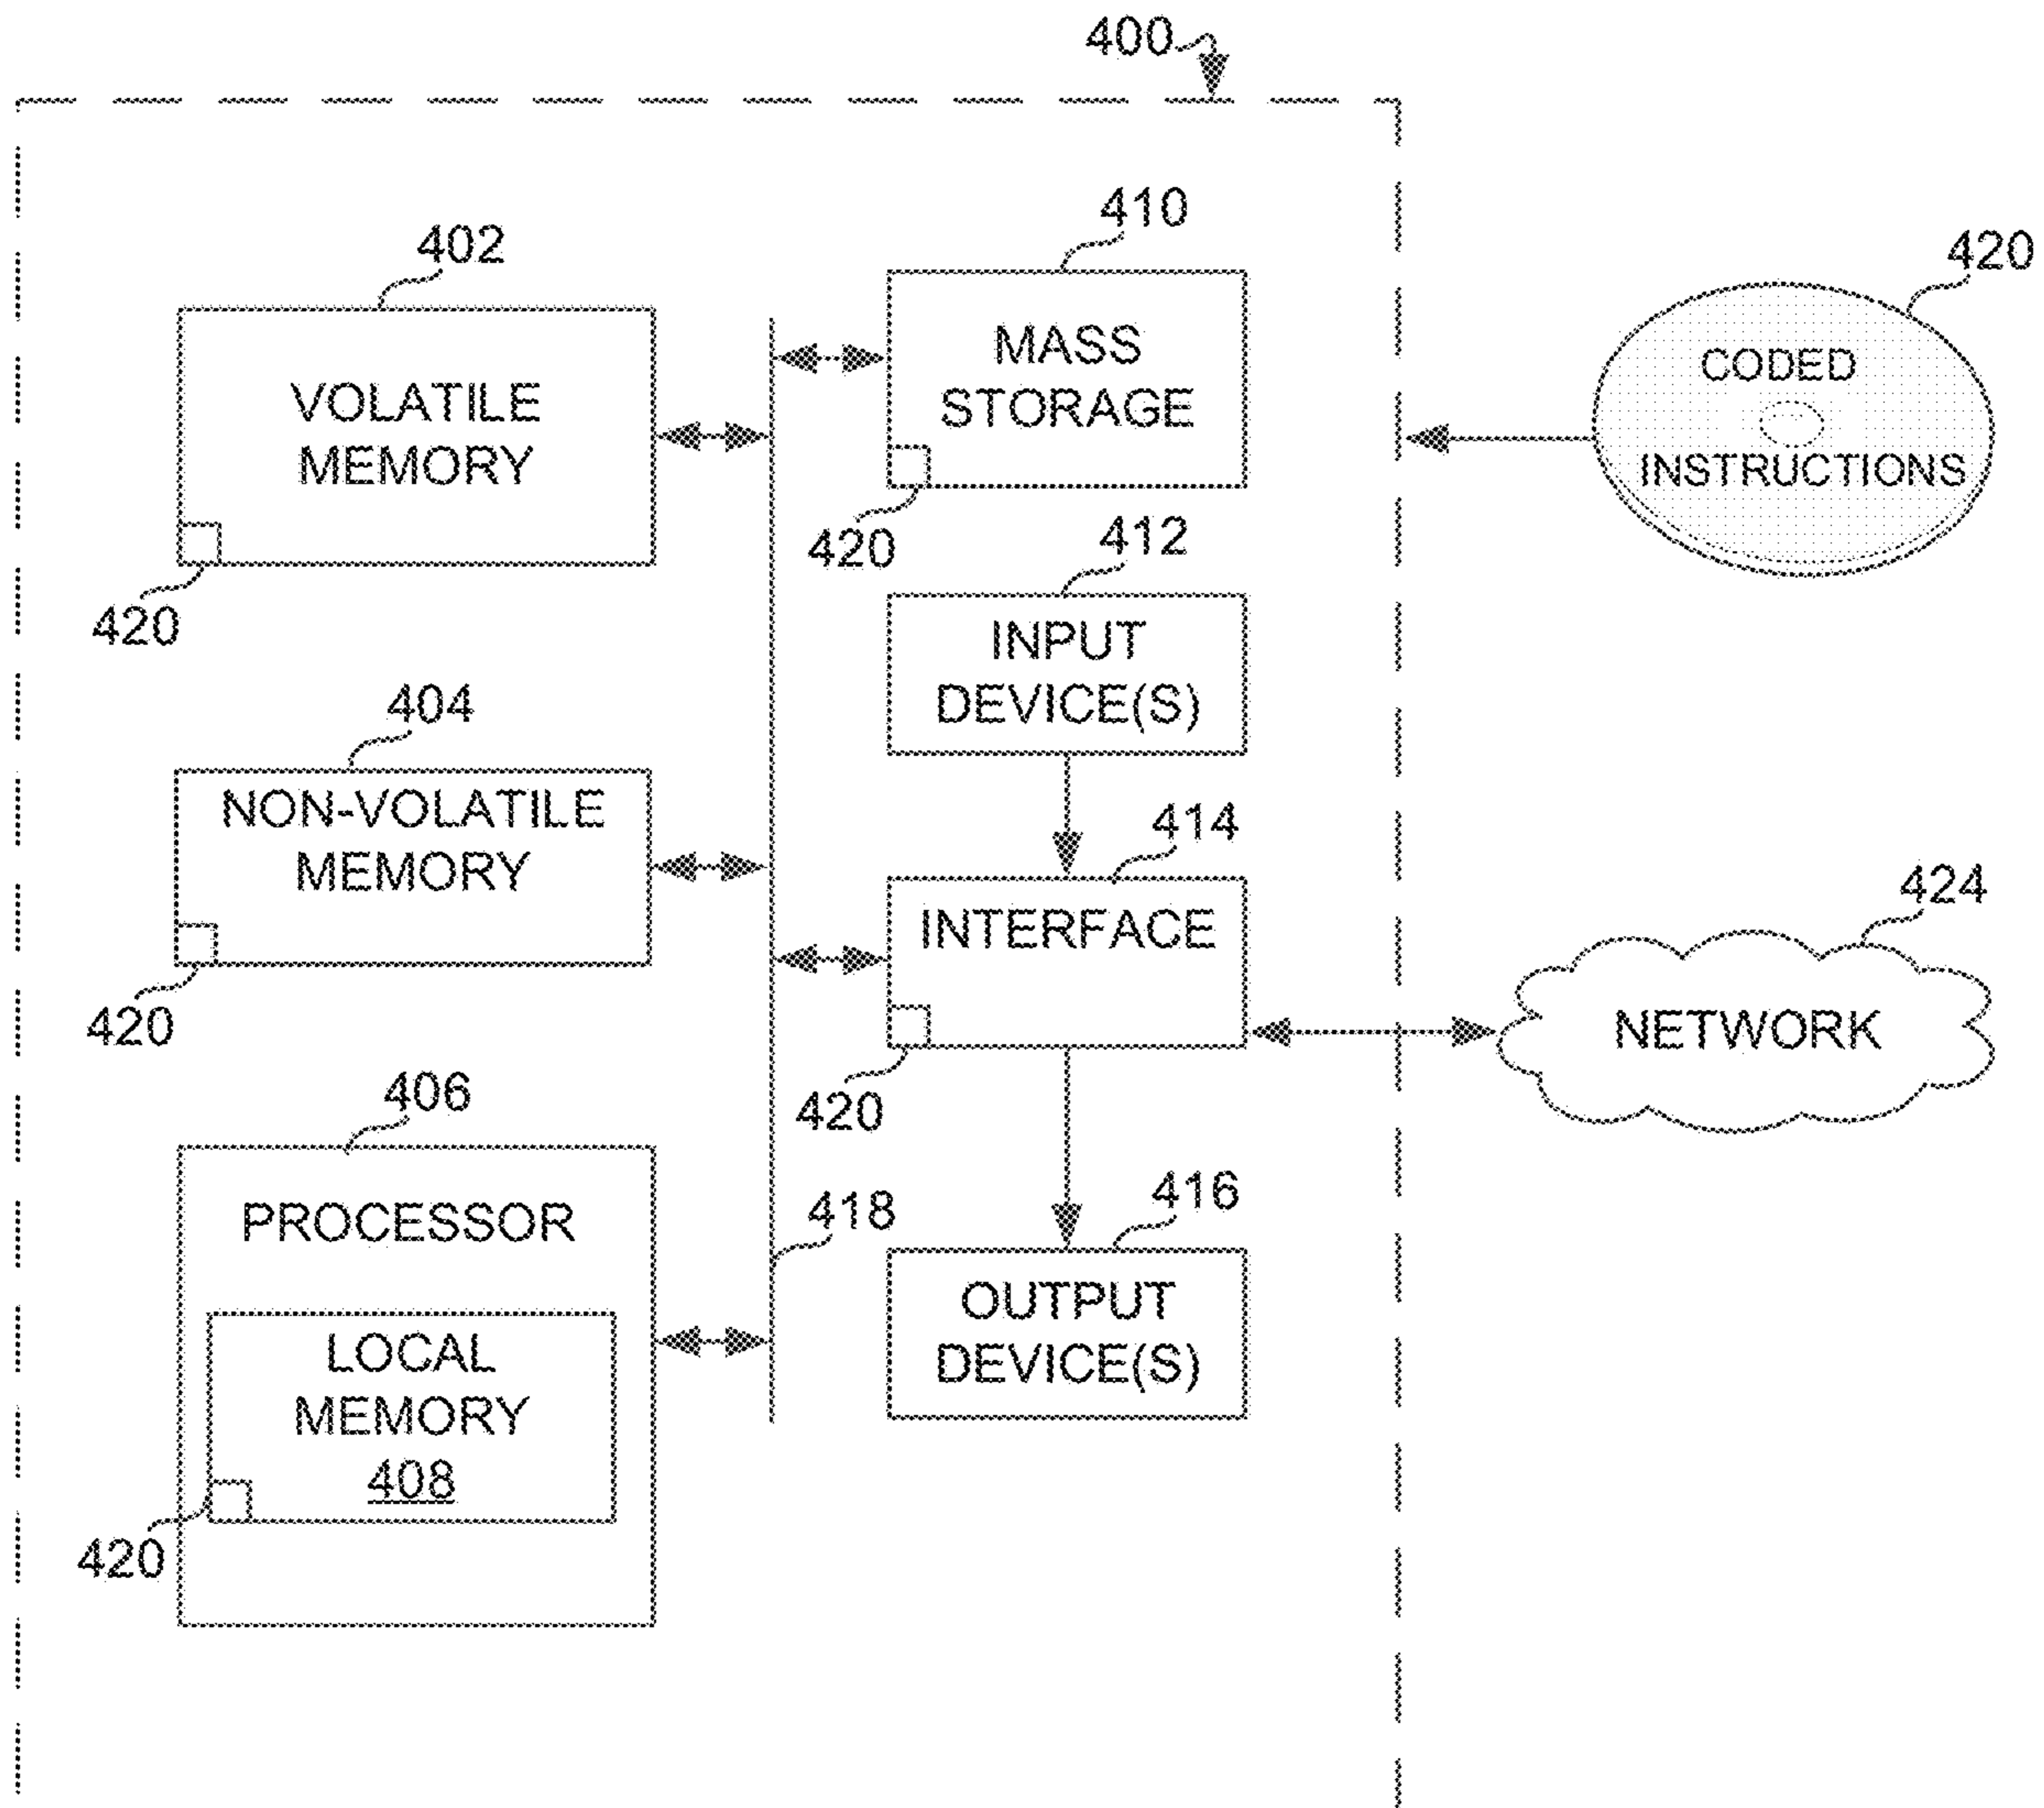 400
402
VOLATILE
MEMORY
420
404
NON-VOLATILE
MEMORY
420
406
PROCESSOR
LOCAL
MEMORY
408
420
410
MASS
STORAGE
420
412
INPUT
DEVICE(S)
414
INTERFACE
420
418
416
OUTPUT
DEVICE(S)
420
CODED
INSTRUCTIONS
424
NETWORK